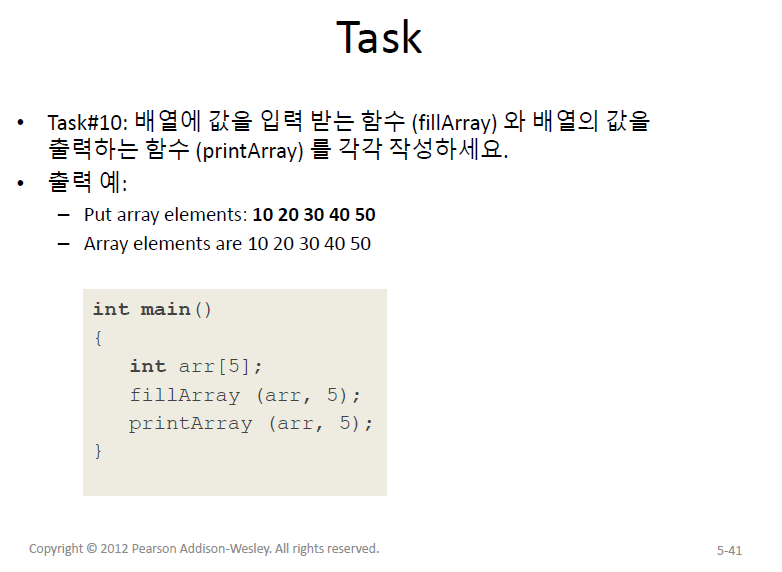 Task
• Task#10: 배열에 값을 입력 받는 함수 (fillArray) 와 배열의 값을
출력하는 함수 (printArray) 를 각각 작성하세요.
• 출력 예:
– Put array elements: 10 20 30 40 50
– Array elements are 10 20 30 40 50
int main()
{
int arr[5];
fillArray (arr, 5);
printArray (arr, 5);
}
Copyright © 2012 Pearson Addison-Wesley. All rights reserved.
5-41